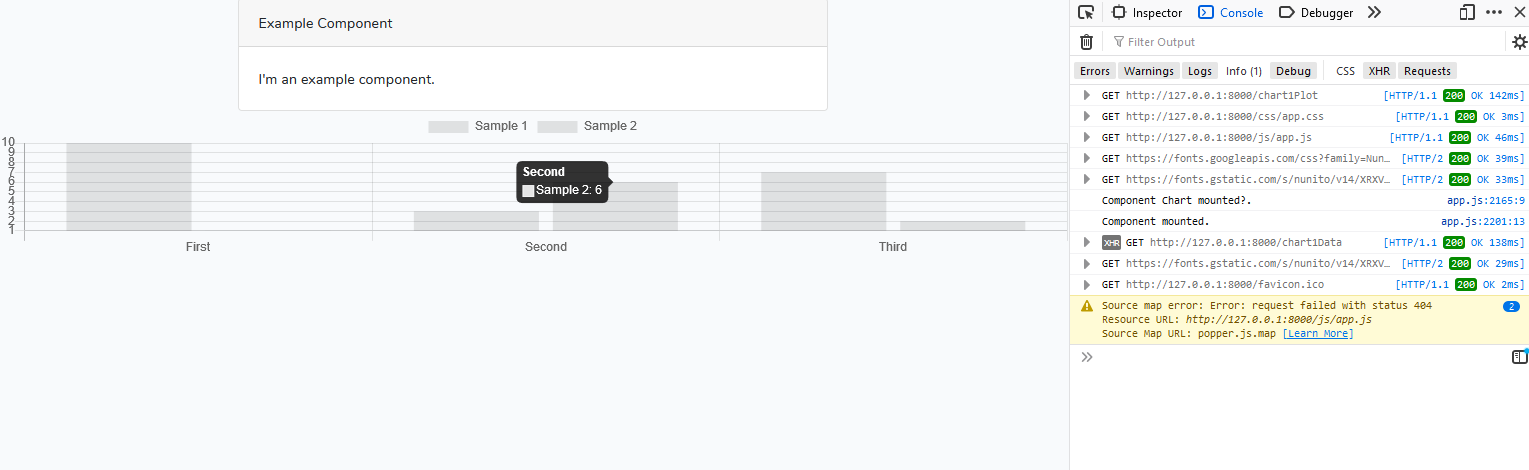 Example Component
I'm an example component.
Sample 1 Sample 2
10
9
8
7
6
5
4
3
2
1
Second
Sample 2: 6
First Second Third
Inspector Console Debugger
Filter Output
Errors Warnings Logs Info (1) Debug CSS XHR Requests
GET http://127.0.0.1:8000/chart1Plot [HTTP/1.1 200 OK 142ms]
GET http://127.0.0.1:8000/css/app.css [HTTP/1.1 200 OK 3ms]
GET http://127.0.0.1:8000/js/app.js [HTTP/1.1 200 OK 46ms]
GET https://fonts.googleapis.com/css?family=Nun… [HTTP/2 200 OK 39ms]
GET https://fonts.gstatic.com/s/nunito/v14/XRXV… [HTTP/2 200 OK 33ms]
Component Chart mounted?. app.js:2165:9
Component mounted. app.js:2201:13
XHR GET http://127.0.0.1:8000/chart1Data [HTTP/1.1 200 OK 138ms]
GET https://fonts.gstatic.com/s/nunito/v14/XRXV… [HTTP/2 200 OK 29ms]
GET http://127.0.0.1:8000/favicon.ico [HTTP/1.1 200 OK 2ms]
Source map error: Error: request failed with status 404 2
Resource URL: http://127.0.0.1:8000/js/app.js
Source Map URL: popper.js.map [Learn More]